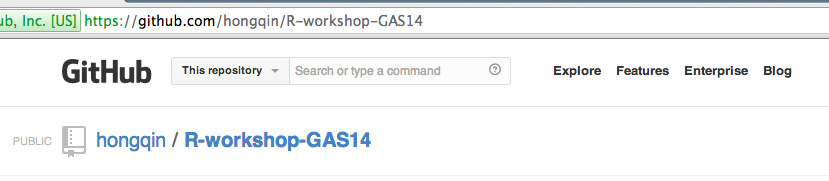 ub, Inc. [US] https://github.com/hongqin/R-workshop-GAS14
GitHub This repository Search or type a command Explore Features Enterprise Blog
PUBLIC hongqin / R-workshop-GAS14